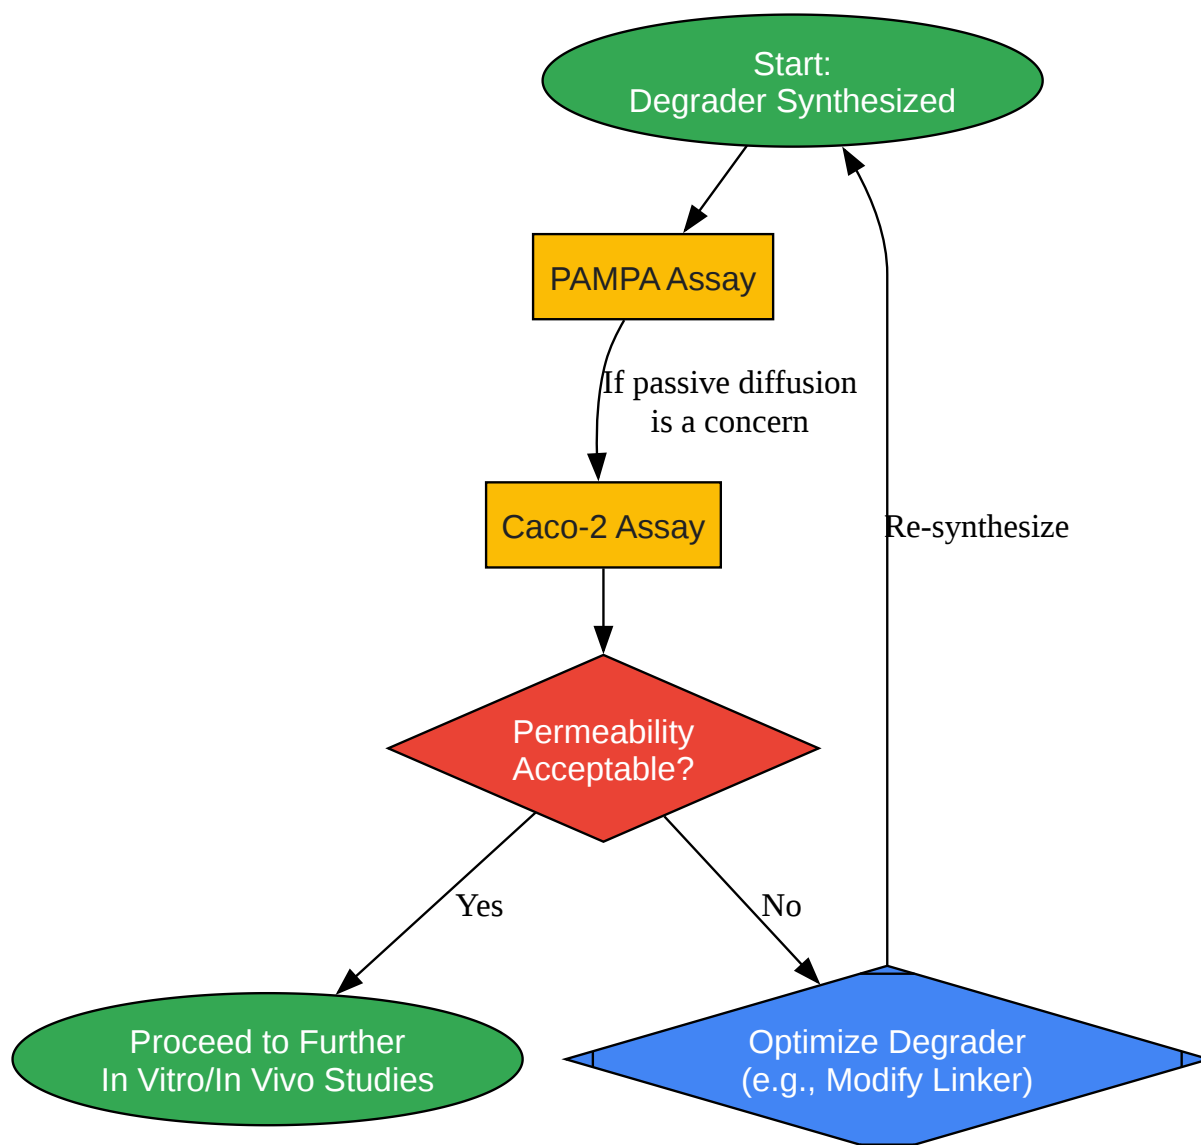 Start:
Degrader Synthesized
PAMPA Assay
If passive diffusion
is a concern
Caco-2 Assay
Re-synthesize
Permeability
Acceptable?
Yes
No
Proceed to Further
In Vitro/In Vivo Studies
Optimize Degrader
(e.g., Modify Linker)